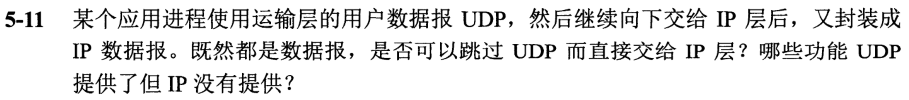 5-11 某个应用进程使用运输层的用户数据报 UDP，然后继续向下交给 IP 层后，又封装成
IP 数据报。既然都是数据报，是否可以跳过 UDP 而直接交给 IP 层？哪些功能 UDP
提供了但 IP 没有提供？